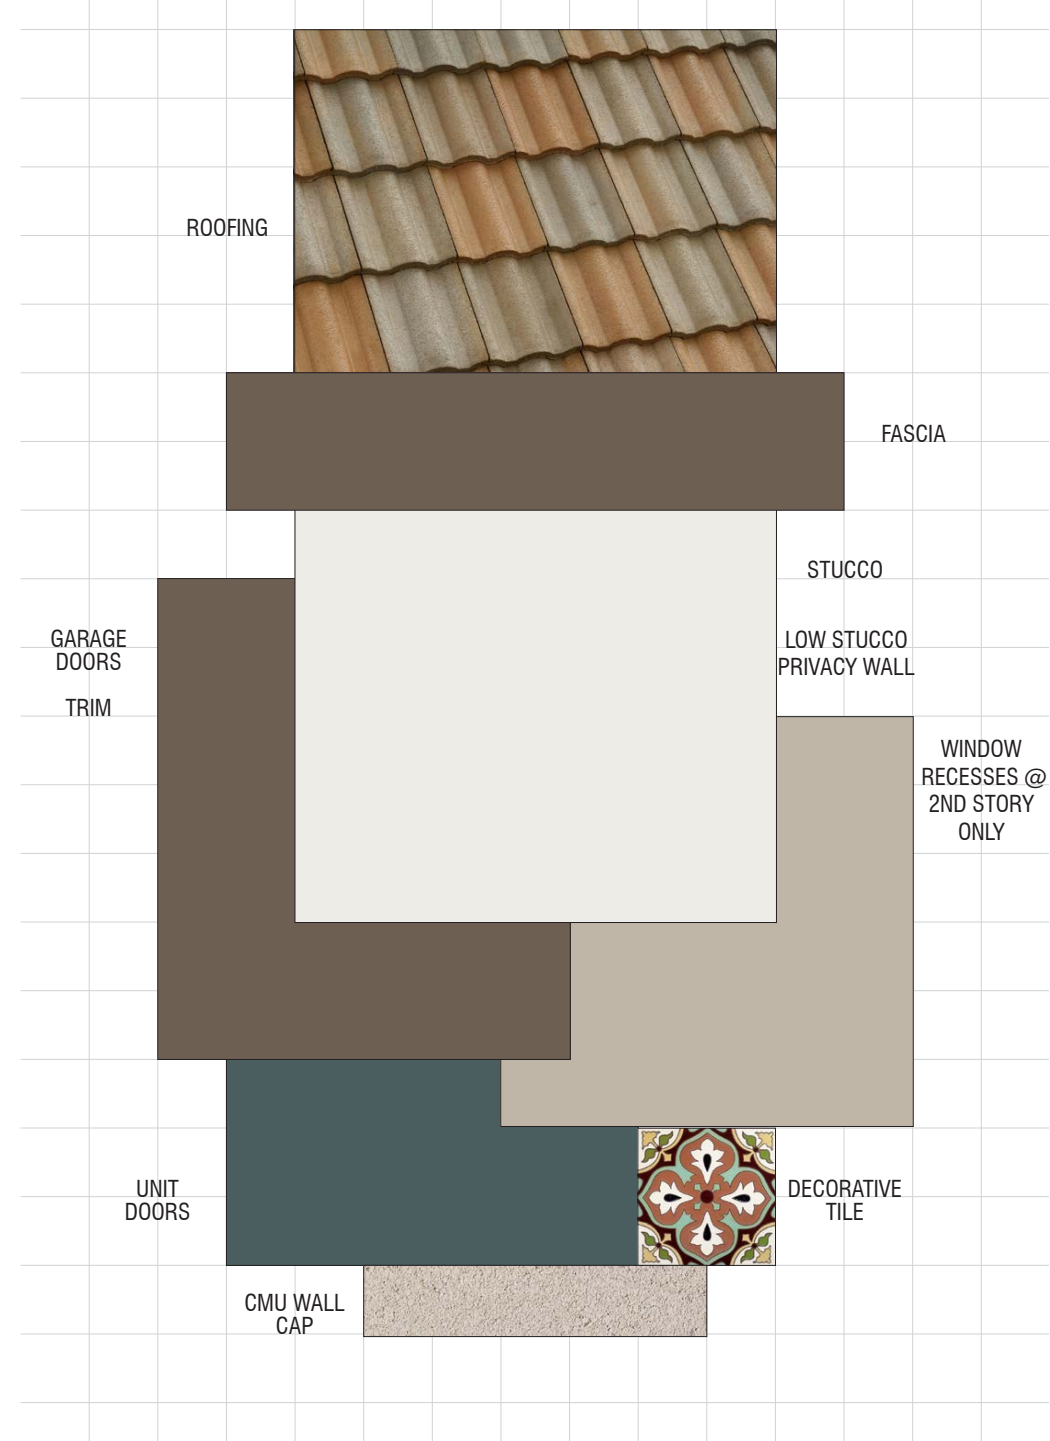 ROOFING
FASCIA
STUCCO
LOW STUCCO
PRIVACY WALL
GARAGE
DOORS
TRIM
WINDOW
RECESSES @
2ND STORY
ONLY
UNIT
DOORS
DECORATIVE
TILE
CMU WALL
CAP